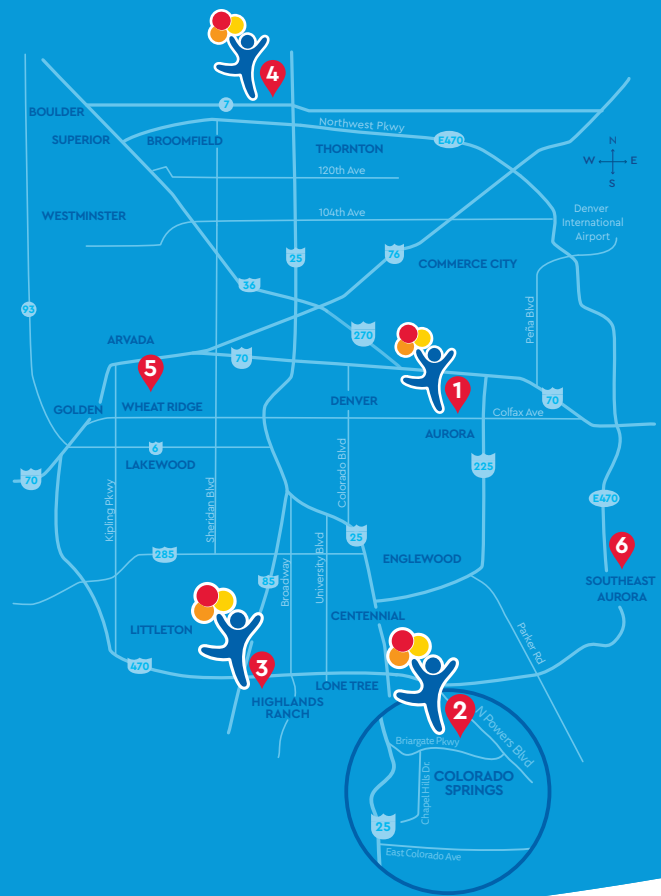 4
BOULDER
7
SUPERIOR
BROOMFIELD
Northwest Pkwy
E470
THORNTON
N
W
E
S
120th Ave
WESTMINSTER
104th Ave
Denver
International
Airport
25
76
COMMERCE CITY
36
93
Peña Blvd
ARVADA
270
70
5
1
DENVER
70
GOLDEN
WHEAT RIDGE
Colfax Ave
AURORA
6
LAKEWOOD
70
Kipling Pkwy
Sheridan Blvd
Colorado Blvd
225
E470
25
285
ENGLEWOOD
6
SOUTHEAST
AURORA
85
Broadway
University Blvd
CENTENNIAL
LITTLETON
Parker Rd
470
3
LONE TREE
HIGHLANDS
RANCH
2
N Powers Blvd
Briargate Pkwy
Chapel Hills Dr
COLORADO
SPRINGS
25
East Colorado Ave